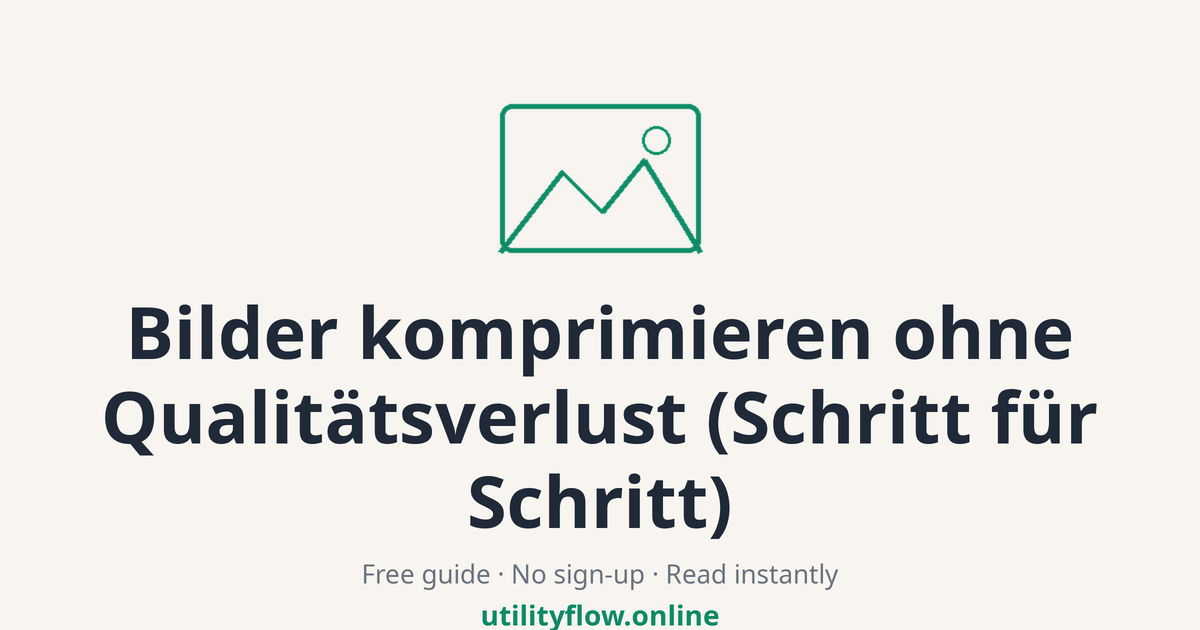 Bilder komprimieren ohne
Qualitätsverlust (Schritt für
Schritt)
Free guide · No sign-up · Read instantly
utilityflow.online